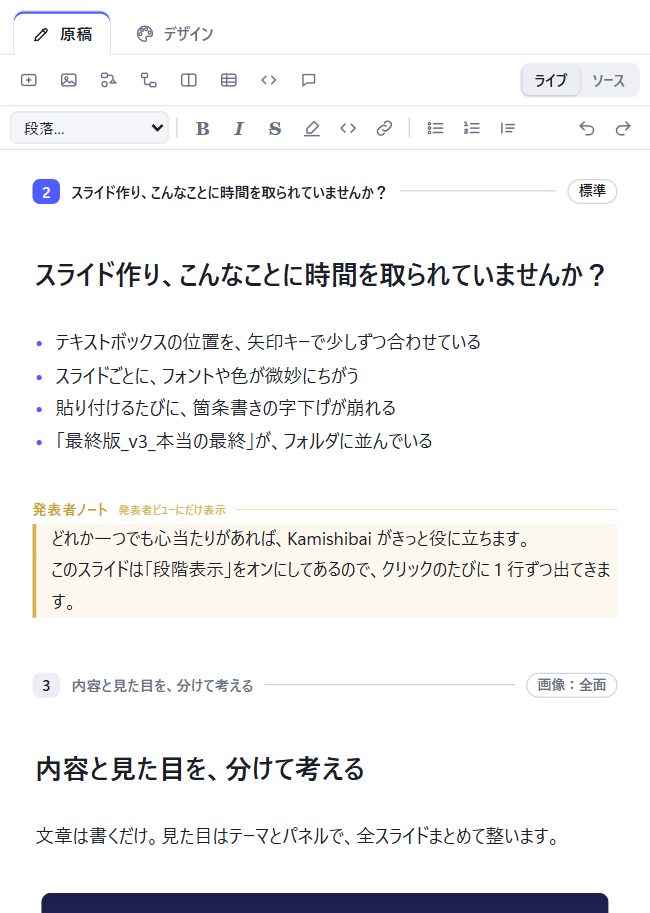 原稿
デザイン
ライブ
ソース
段落...
B I S
2 スライド作り、こんなことに時間を取られていませんか？ 標準
スライド作り、こんなことに時間を取られていませんか？
• テキストボックスの位置を、矢印キーで少しずつ合わせている
• スライドごとに、フォントや色が微妙にちがう
• 貼り付けるたびに、箇条書きの字下げが崩れる
• 「最終版_v3_本当の最終」が、フォルダに並んでいる
発表者ノート 発表者ビューにだけ表示
どれか一つでも心当たりがあれば、Kamishibai がきっと役に立ちます。
このスライドは「段階表示」をオンにしてあるので、クリックのたびに 1 行ずつ出てきま
す。
3 内容と見た目を、分けて考える 画像：全面
内容と見た目を、分けて考える
文章は書くだけ。見た目はテーマとパネルで、全スライドまとめて整います。